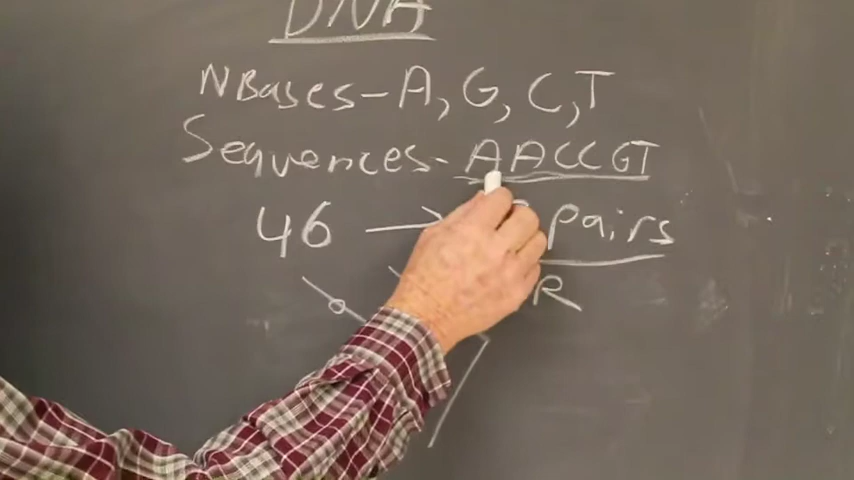 DNA
NBases - A, G, C, T
Sequences - AACCGT
46 → pairs
R